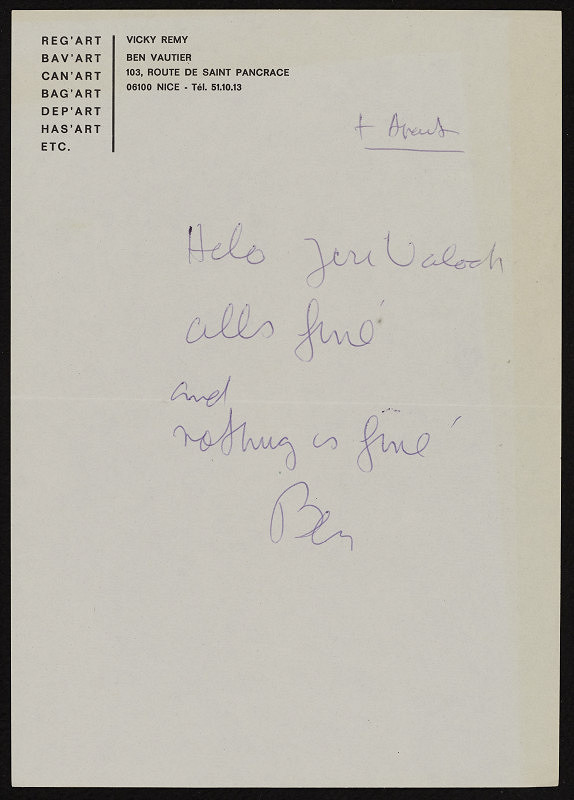 REG'ART
BAV'ART
CAN'ART
BAG'ART
DEP'ART
HAS'ART
ETC.
VICKY REMY
BEN VAUTIER
103, ROUTE DE SAINT PANCRACE
06100 NICE - Tél. 51.10.13
Helo Jeri Valoch
alls fine
and
nothing is fine
Ben